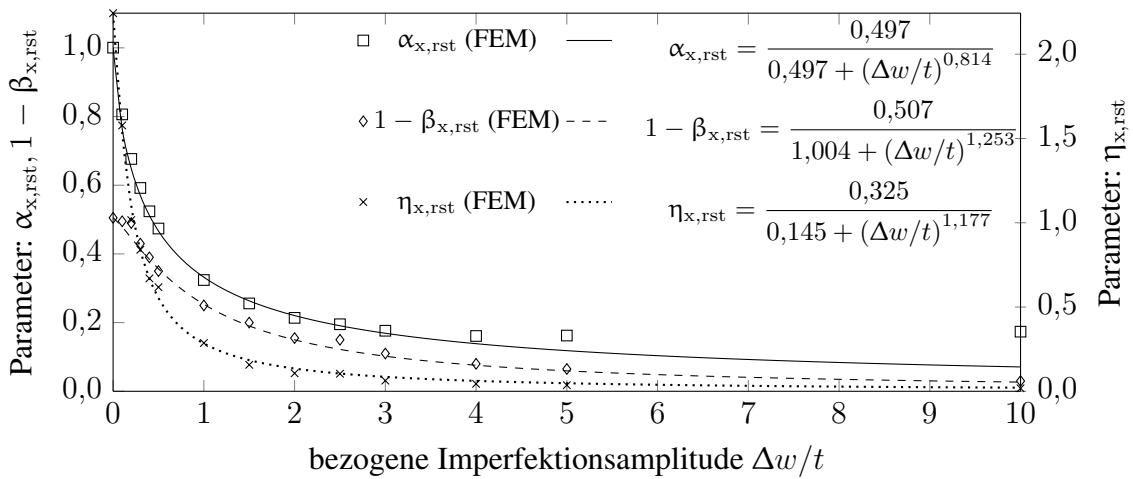 Parameter: α_x,rst, 1 − β_x,rst
1,0
0,8
0,6
0,4
0,2
0,0
α_x,rst (FEM)
α_x,rst = 0,497 / (0,497 + (Δw/t)^0,814)
1 − β_x,rst (FEM)
1 − β_x,rst = 0,507 / (1,004 + (Δw/t)^1,253)
η_x,rst (FEM)
η_x,rst = 0,325 / (0,145 + (Δw/t)^1,177)
2,0
1,5
1,0
0,5
0,0
Parameter: η_x,rst
0 1 2 3 4 5 6 7 8 9 10
bezogene Imperfektionsamplitude Δw/t